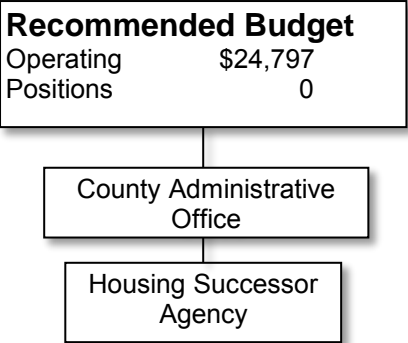 Recommended Budget
Operating $24,797
Positions 0
County Administrative
Office
Housing Successor
Agency